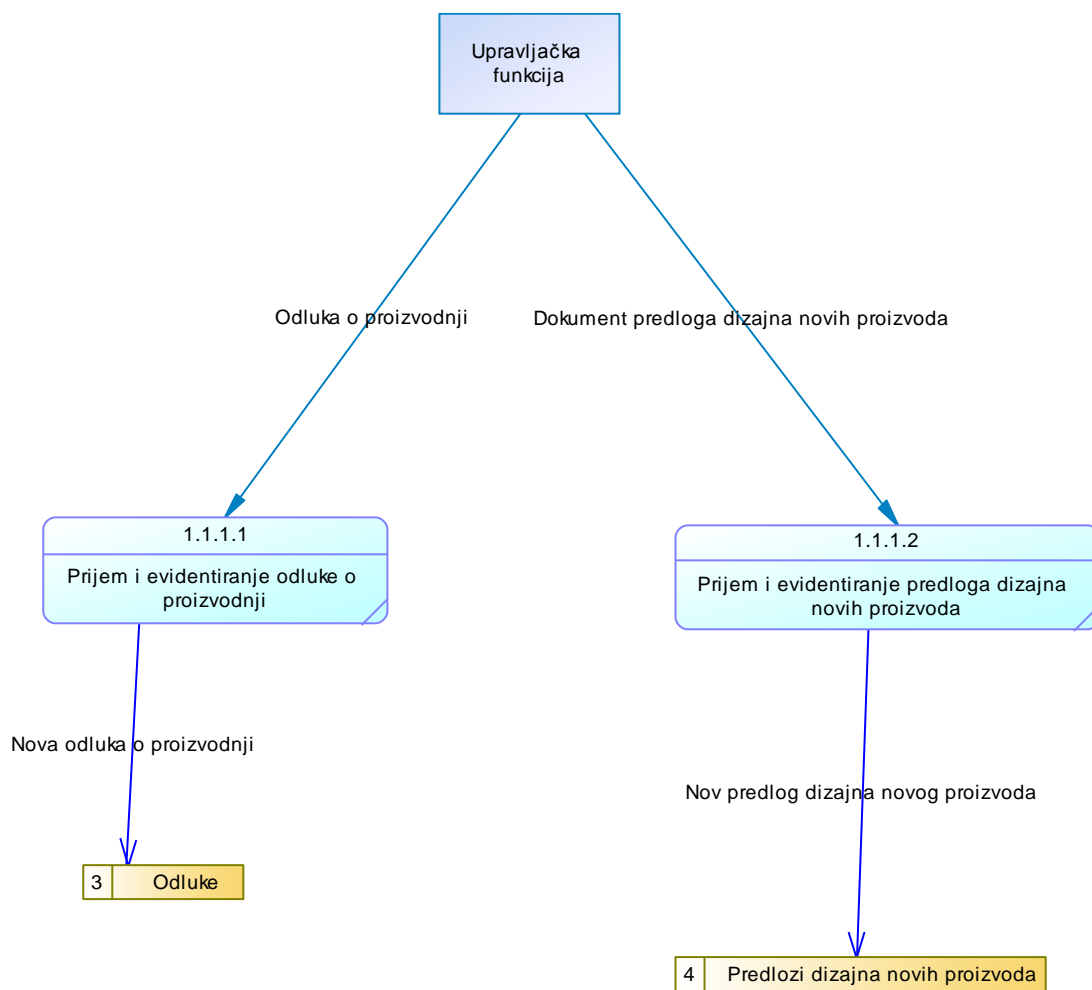 Upravljačka
funkcija
Odluka o proizvodnji
Dokument predloga dizajna novih proizvoda
1.1.1.1
Prijem i evidentiranje odluke o
proizvodnji
1.1.1.2
Prijem i evidentiranje predloga dizajna
novih proizvoda
Nova odluka o proizvodnji
Nov predlog dizajna novog proizvoda
3 Odluke
4 Predlozi dizajna novih proizvoda